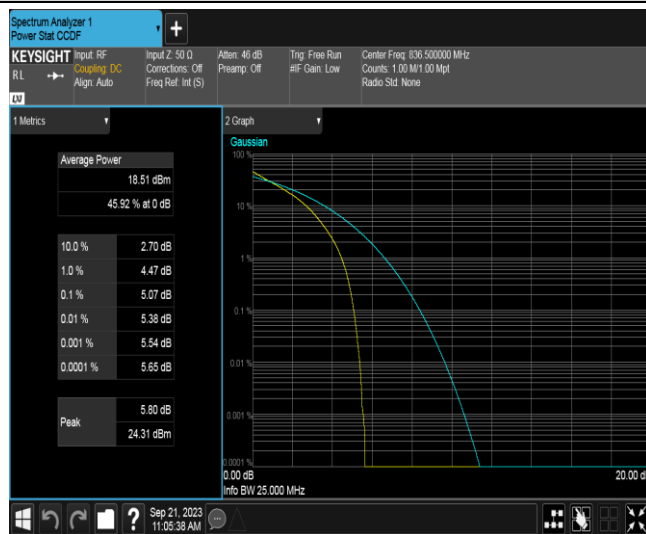 Spectrum Analyzer 1
Power Stat CCDF
+
KEYSIGHT
RL
LXI
Input: RF
Coupling: DC
Align: Auto
Input Z: 50 Ω
Corrections: Off
Freq Ref: Int (S)
Atten: 46 dB
Preamp: Off
Trig: Free Run
#IF Gain: Low
Center Freq: 836.500000 MHz
Counts: 1.00 M/1.00 Mpt
Radio Std: None
1 Metrics
Average Power
18.51 dBm
45.92 % at 0 dB
10.0 % 2.70 dB
1.0 % 4.47 dB
0.1 % 5.07 dB
0.01 % 5.38 dB
0.001 % 5.54 dB
0.0001 % 5.65 dB
Peak
5.80 dB
24.31 dBm
2 Graph
Gaussian
100 %
10 %
1 %
0.1 %
0.01 %
0.001 %
0.0001 %
0.00 dB
20.00 d
Info BW 25.000 MHz
?
Sep 21, 2023
11:05:38 AM